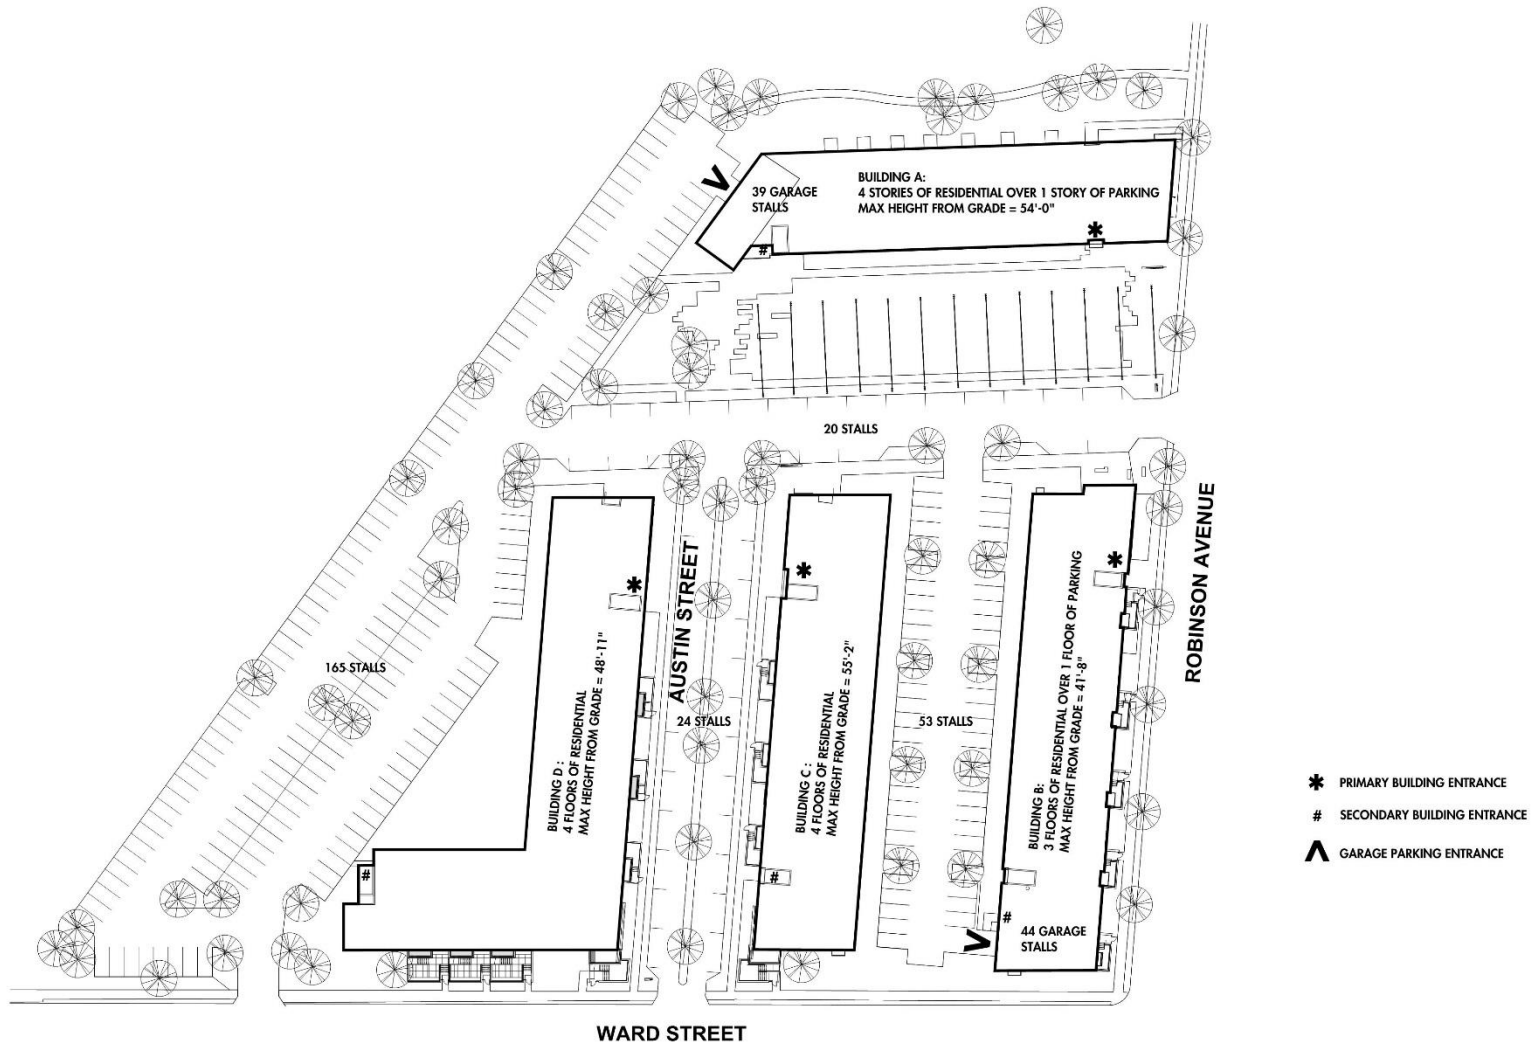 BUILDING A:
4 STORIES OF RESIDENTIAL OVER 1 STORY OF PARKING
MAX HEIGHT FROM GRADE = 54'-0"
39 GARAGE
STALLS
*
#
20 STALLS
ROBINSON AVENUE
AUSTIN STREET
165 STALLS
24 STALLS
53 STALLS
*
BUILDING D :
4 FLOORS OF RESIDENTIAL
MAX HEIGHT FROM GRADE = 48'-11"
#
*
BUILDING C :
4 FLOORS OF RESIDENTIAL
MAX HEIGHT FROM GRADE = 55'-2"
#
*
BUILDING B:
3 FLOORS OF RESIDENTIAL OVER 1 FLOOR OF PARKING
MAX HEIGHT FROM GRADE = 41'-8"
#
44 GARAGE
STALLS
* PRIMARY BUILDING ENTRANCE
# SECONDARY BUILDING ENTRANCE
GARAGE PARKING ENTRANCE
WARD STREET